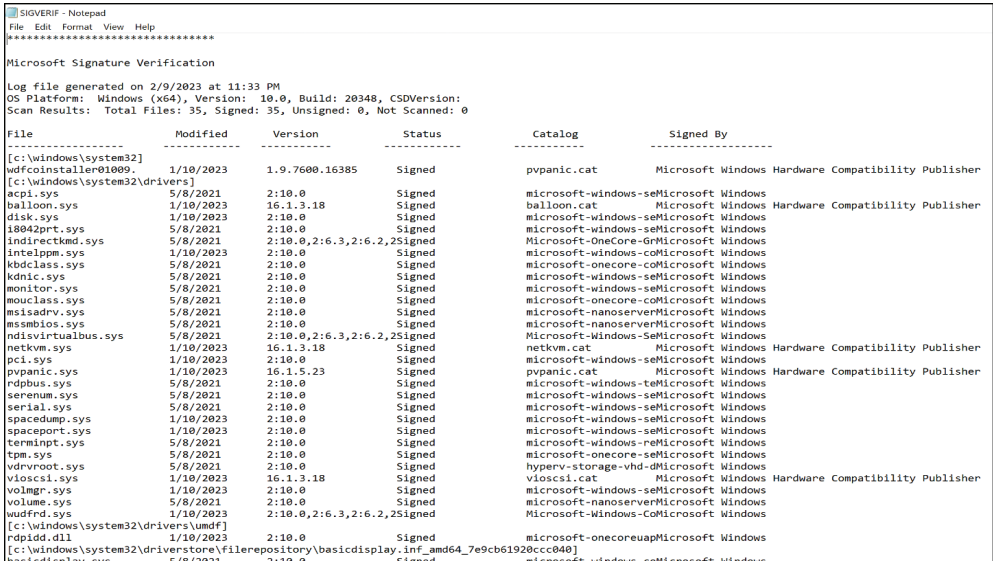 SIGVERIF - Notepad
File Edit Format View Help
********************************
Microsoft Signature Verification
Log file generated on 2/9/2023 at 11:33 PM
OS Platform: Windows (x64), Version: 10.0, Build: 20348, CSDVersion:
Scan Results: Total Files: 35, Signed: 35, Unsigned: 0, Not Scanned: 0
File Modified Version Status Catalog Signed By
------------------ ------------ ----------- ------------ ----------- -------------------
[c:\windows\system32]
wdfcoinstaller01009. 1/10/2023 1.9.7600.16385 Signed pvpanic.cat Microsoft Windows Hardware Compatibility Publisher
[c:\windows\system32\drivers]
acpi.sys 5/8/2021 2:10.0 Signed microsoft-windows-seMicrosoft Windows
balloon.sys 1/10/2023 16.1.3.18 Signed balloon.cat Microsoft Windows Hardware Compatibility Publisher
disk.sys 1/10/2023 2:10.0 Signed microsoft-windows-seMicrosoft Windows
i8042prt.sys 5/8/2021 2:10.0 Signed microsoft-windows-seMicrosoft Windows
indirectkmd.sys 5/8/2021 2:10.0,2:6.3,2:6.2,2Signed Microsoft-OneCore-GrMicrosoft Windows
intelppm.sys 1/10/2023 2:10.0 Signed microsoft-windows-coMicrosoft Windows
kbdclass.sys 5/8/2021 2:10.0 Signed microsoft-onecore-coMicrosoft Windows
kdnic.sys 5/8/2021 2:10.0 Signed microsoft-windows-seMicrosoft Windows
monitor.sys 5/8/2021 2:10.0 Signed microsoft-windows-seMicrosoft Windows
mouclass.sys 5/8/2021 2:10.0 Signed microsoft-onecore-coMicrosoft Windows
msisadrv.sys 5/8/2021 2:10.0 Signed microsoft-nanoserverMicrosoft Windows
mssmbios.sys 5/8/2021 2:10.0 Signed microsoft-nanoserverMicrosoft Windows
ndisvirtualbus.sys 5/8/2021 2:10.0,2:6.3,2:6.2,2Signed Microsoft-Windows-SeMicrosoft Windows
netkvm.sys 1/10/2023 16.1.3.18 Signed netkvm.cat Microsoft Windows Hardware Compatibility Publisher
pci.sys 1/10/2023 2:10.0 Signed microsoft-windows-seMicrosoft Windows
pvpanic.sys 1/10/2023 16.1.5.23 Signed pvpanic.cat Microsoft Windows Hardware Compatibility Publisher
rdpbus.sys 5/8/2021 2:10.0 Signed microsoft-windows-teMicrosoft Windows
serenum.sys 5/8/2021 2:10.0 Signed microsoft-windows-seMicrosoft Windows
serial.sys 5/8/2021 2:10.0 Signed microsoft-windows-seMicrosoft Windows
spacedump.sys 1/10/2023 2:10.0 Signed microsoft-windows-seMicrosoft Windows
spaceport.sys 1/10/2023 2:10.0 Signed microsoft-windows-seMicrosoft Windows
terminpt.sys 5/8/2021 2:10.0 Signed microsoft-windows-reMicrosoft Windows
tpm.sys 5/8/2021 2:10.0 Signed microsoft-onecore-seMicrosoft Windows
vdrvroot.sys 5/8/2021 2:10.0 Signed hyperv-storage-vhd-dMicrosoft Windows
vioscsi.sys 1/10/2023 16.1.3.18 Signed vioscsi.cat Microsoft Windows Hardware Compatibility Publisher
volmgr.sys 1/10/2023 2:10.0 Signed microsoft-windows-seMicrosoft Windows
volume.sys 5/8/2021 2:10.0 Signed microsoft-nanoserverMicrosoft Windows
wudfrd.sys 1/10/2023 2:10.0,2:6.3,2:6.2,2Signed Microsoft-Windows-CoMicrosoft Windows
[c:\windows\system32\drivers\umdf]
rdpidd.dll 1/10/2023 2:10.0 Signed microsoft-onecoreuapMicrosoft Windows
[c:\windows\system32\driverstore\filerepository\basicdisplay.inf_amd64_7e9cb61920ccc040]
basicdisplay.sys 5/8/2021 2:10.0 Signed microsoft-windows-seMicrosoft Windows